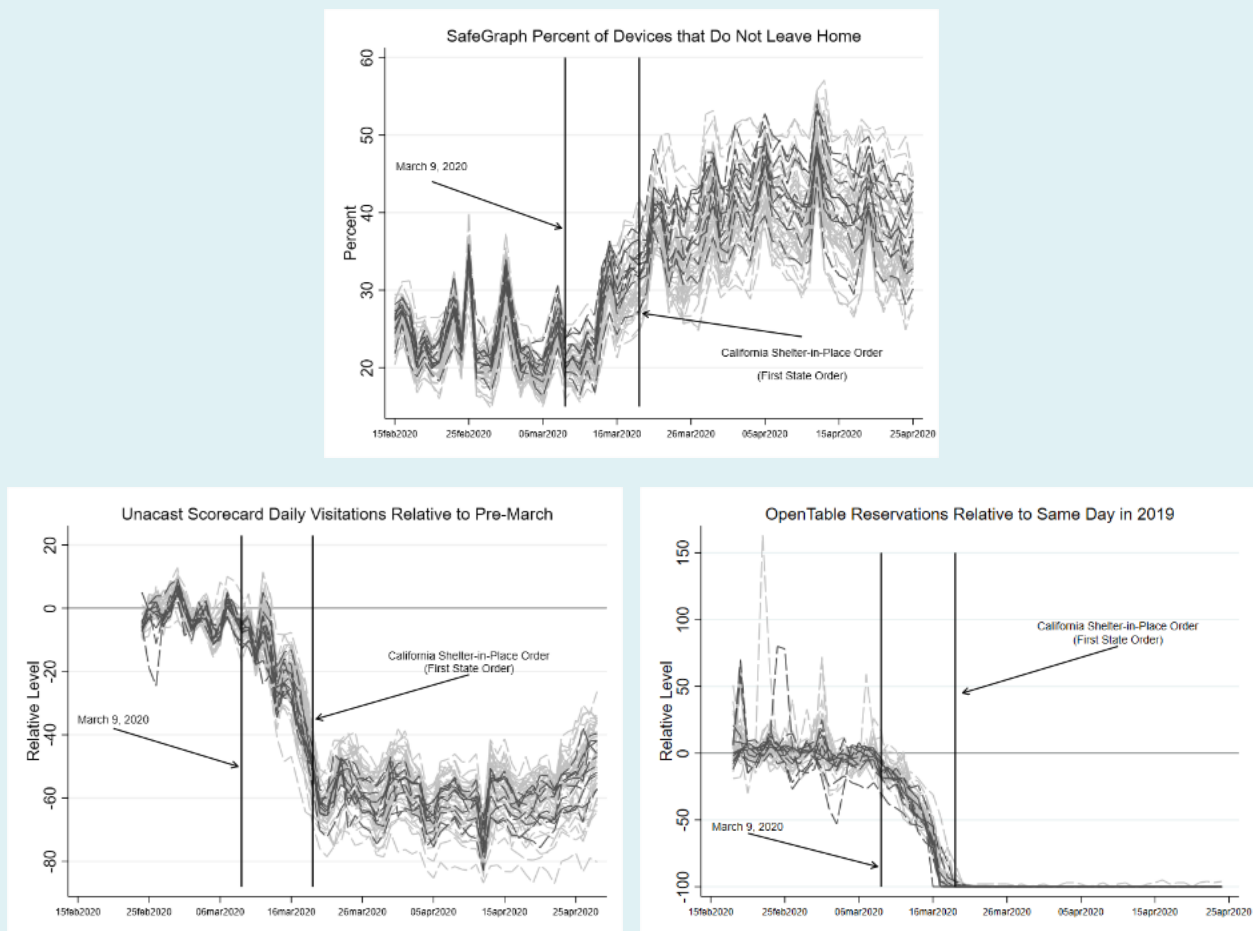 SafeGraph Percent of Devices that Do Not Leave Home
60
50
40
30
20
Percent
March 9, 2020
California Shelter-in-Place Order
(First State Order)
15feb2020 25feb2020 06mar2020 16mar2020 26mar2020 05apr2020 15apr2020 25apr2020
Unacast Scorecard Daily Visitations Relative to Pre-March
20
0
-20
-40
-60
-80
Relative Level
California Shelter-in-Place Order
(First State Order)
March 9, 2020
15feb2020 25feb2020 06mar2020 16mar2020 26mar2020 05apr2020 15apr2020 25apr2020
OpenTable Reservations Relative to Same Day in 2019
150
100
50
0
-50
-100
Relative Level
California Shelter-in-Place Order
(First State Order)
March 9, 2020
15feb2020 25feb2020 06mar2020 16mar2020 26mar2020 05apr2020 15apr2020 25apr2020